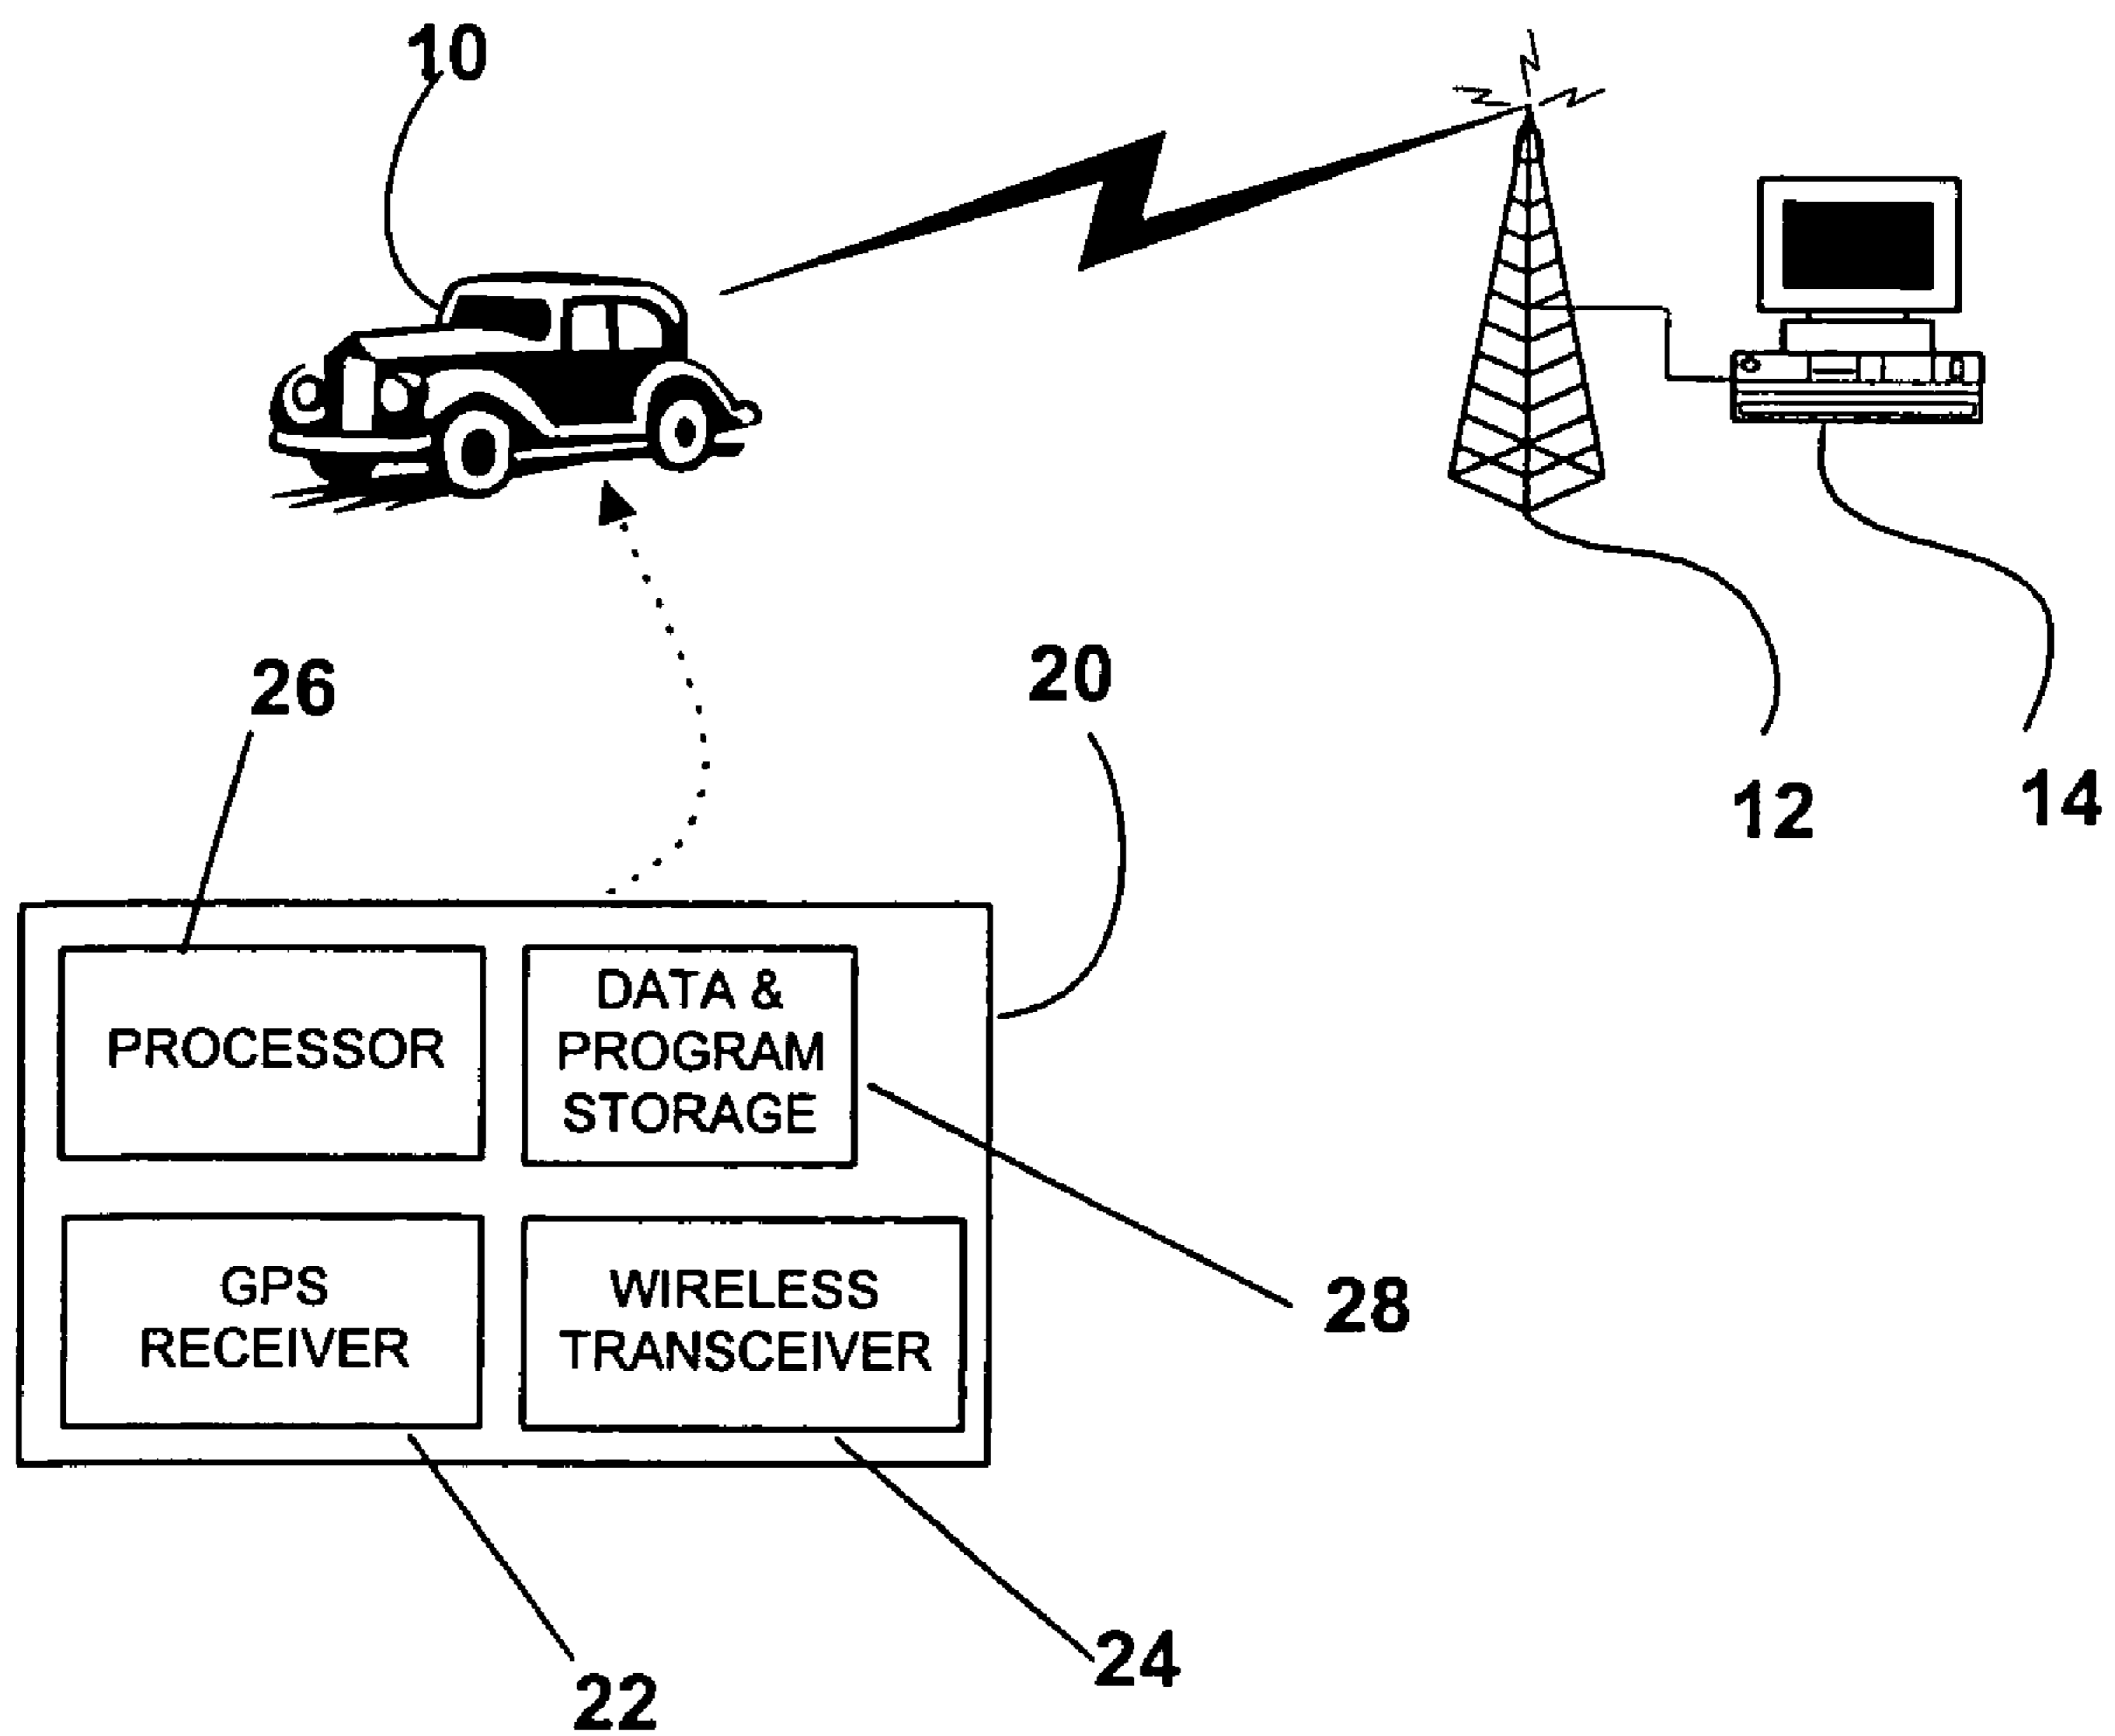 10
26
20
12
14
PROCESSOR
DATA &
PROGRAM
STORAGE
GPS
RECEIVER
WIRELESS
TRANSCEIVER
28
24
22